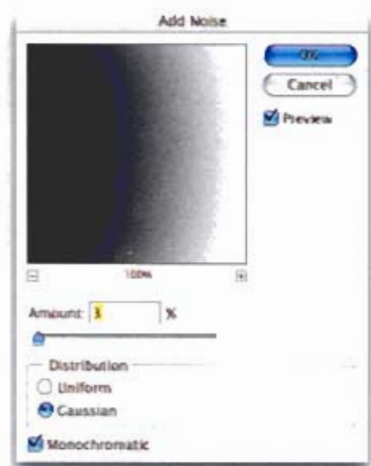 Add Noise
OK
Cancel
Preview
100%
Amount: 3 %
Distribution
Uniform
Gaussian
Monochromatic